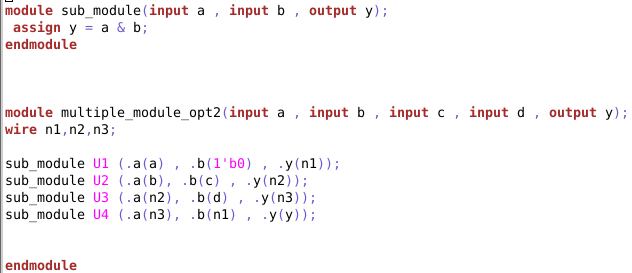 module sub_module(input a , input b , output y);
 assign y = a & b;
endmodule
module multiple_module_opt2(input a , input b , input c , input d , output y);
wire n1,n2,n3;
sub_module U1 (.a(a) , .b(1'b0) , .y(n1));
sub_module U2 (.a(b), .b(c) , .y(n2));
sub_module U3 (.a(n2), .b(d) , .y(n3));
sub_module U4 (.a(n3), .b(n1) , .y(y));
endmodule